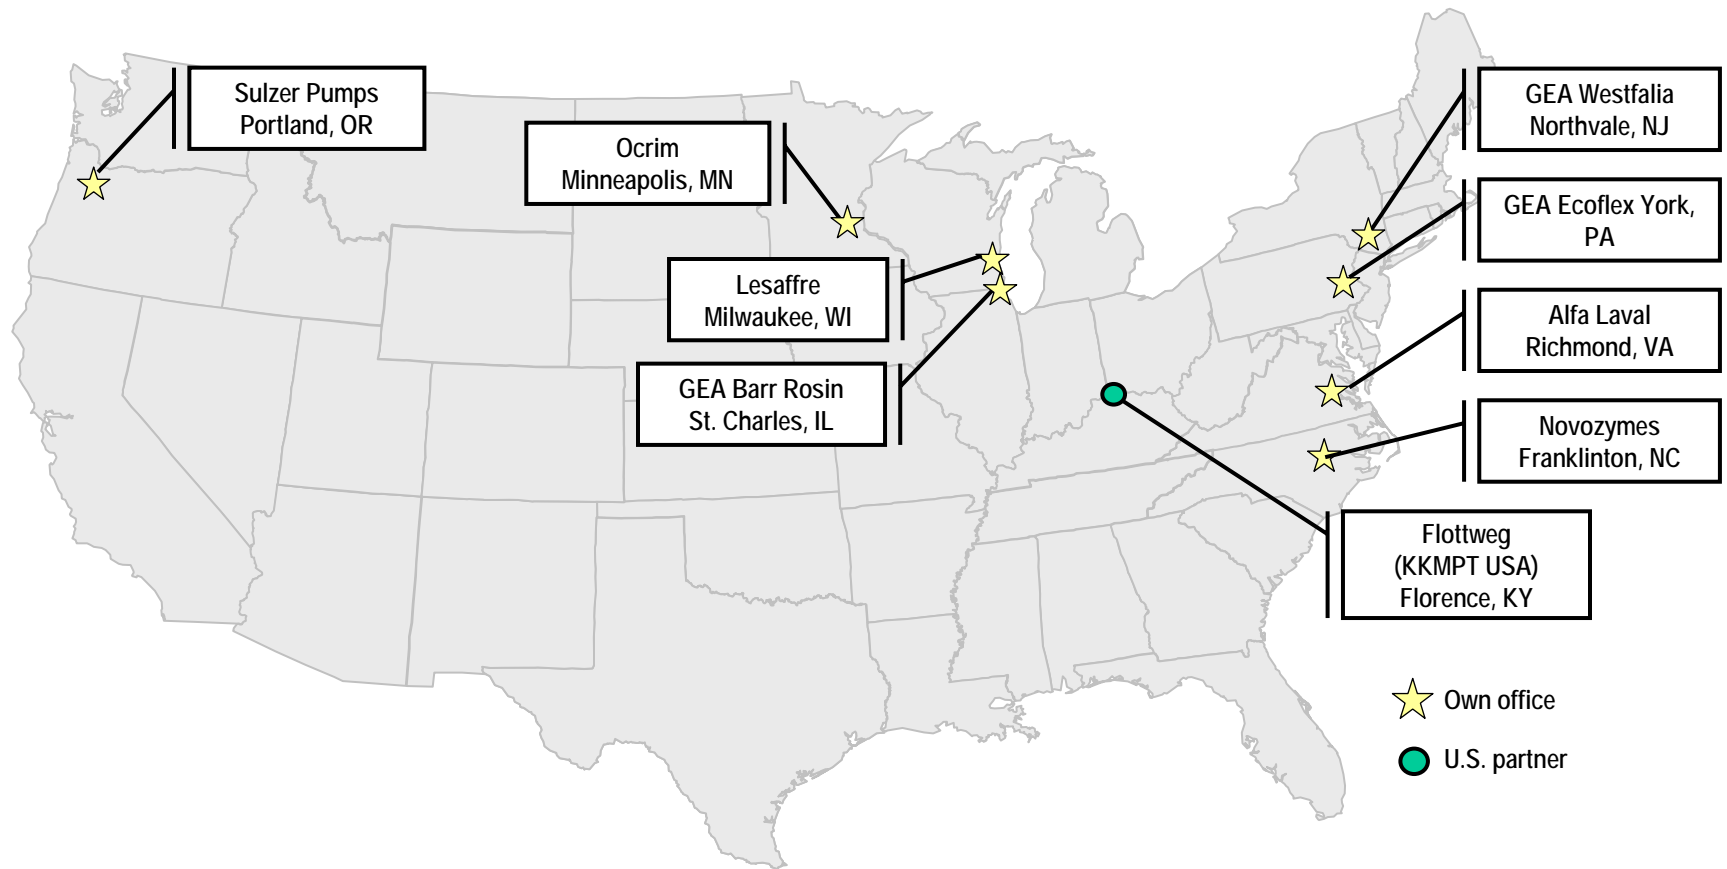 Sulzer Pumps
Portland, OR
Ocrim
Minneapolis, MN
Lesaffre
Milwaukee, WI
GEA Barr Rosin
St. Charles, IL
GEA Westfalia
Northvale, NJ
GEA Ecoflex York,
PA
Alfa Laval
Richmond, VA
Novozymes
Franklinton, NC
Flottweg
(KKMPT USA)
Florence, KY
Own office
U.S. partner